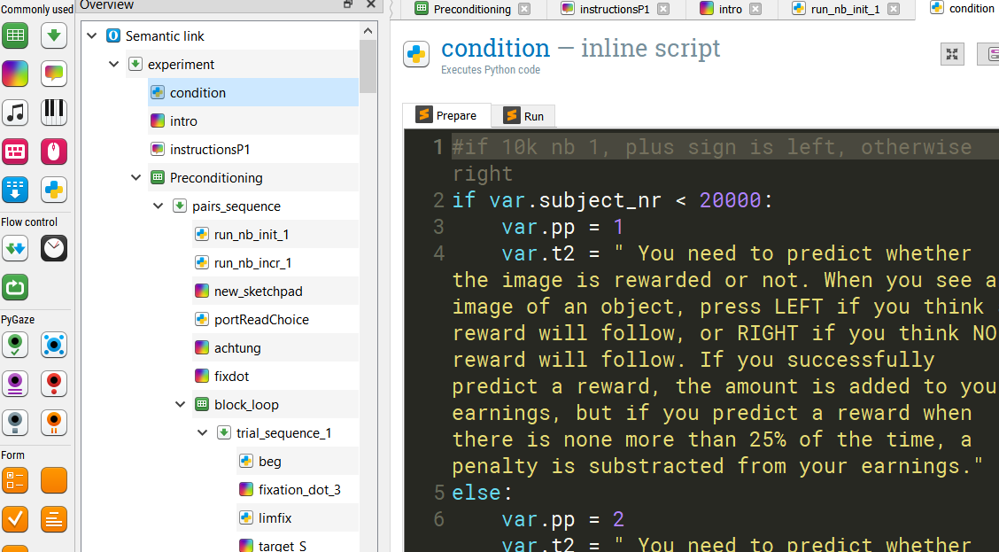 Commonly used
Flow control
PyGaze
Form
Overview
Semantic link
experiment
condition
intro
instructionsP1
Preconditioning
pairs_sequence
run_nb_init_1
run_nb_incr_1
new_sketchpad
portReadChoice
achtung
fixdot
block_loop
trial_sequence_1
beg
fixation_dot_3
limfix
target_S
Preconditioning
instructionsP1
intro
run_nb_init_1
condition
condition — inline script
Executes Python code
Prepare
Run
1 #if 10k nb 1, plus sign is left, otherwise
right
2 if var.subject_nr < 20000:
3 var.pp = 1
4 var.t2 = " You need to predict whether
the image is rewarded or not. When you see a
image of an object, press LEFT if you think
reward will follow, or RIGHT if you think NO
reward will follow. If you successfully
predict a reward, the amount is added to you
earnings, but if you predict a reward when
there is none more than 25% of the time, a
penalty is substracted from your earnings."
5 else:
6 var.pp = 2
var.t2 = " You need to predict whether